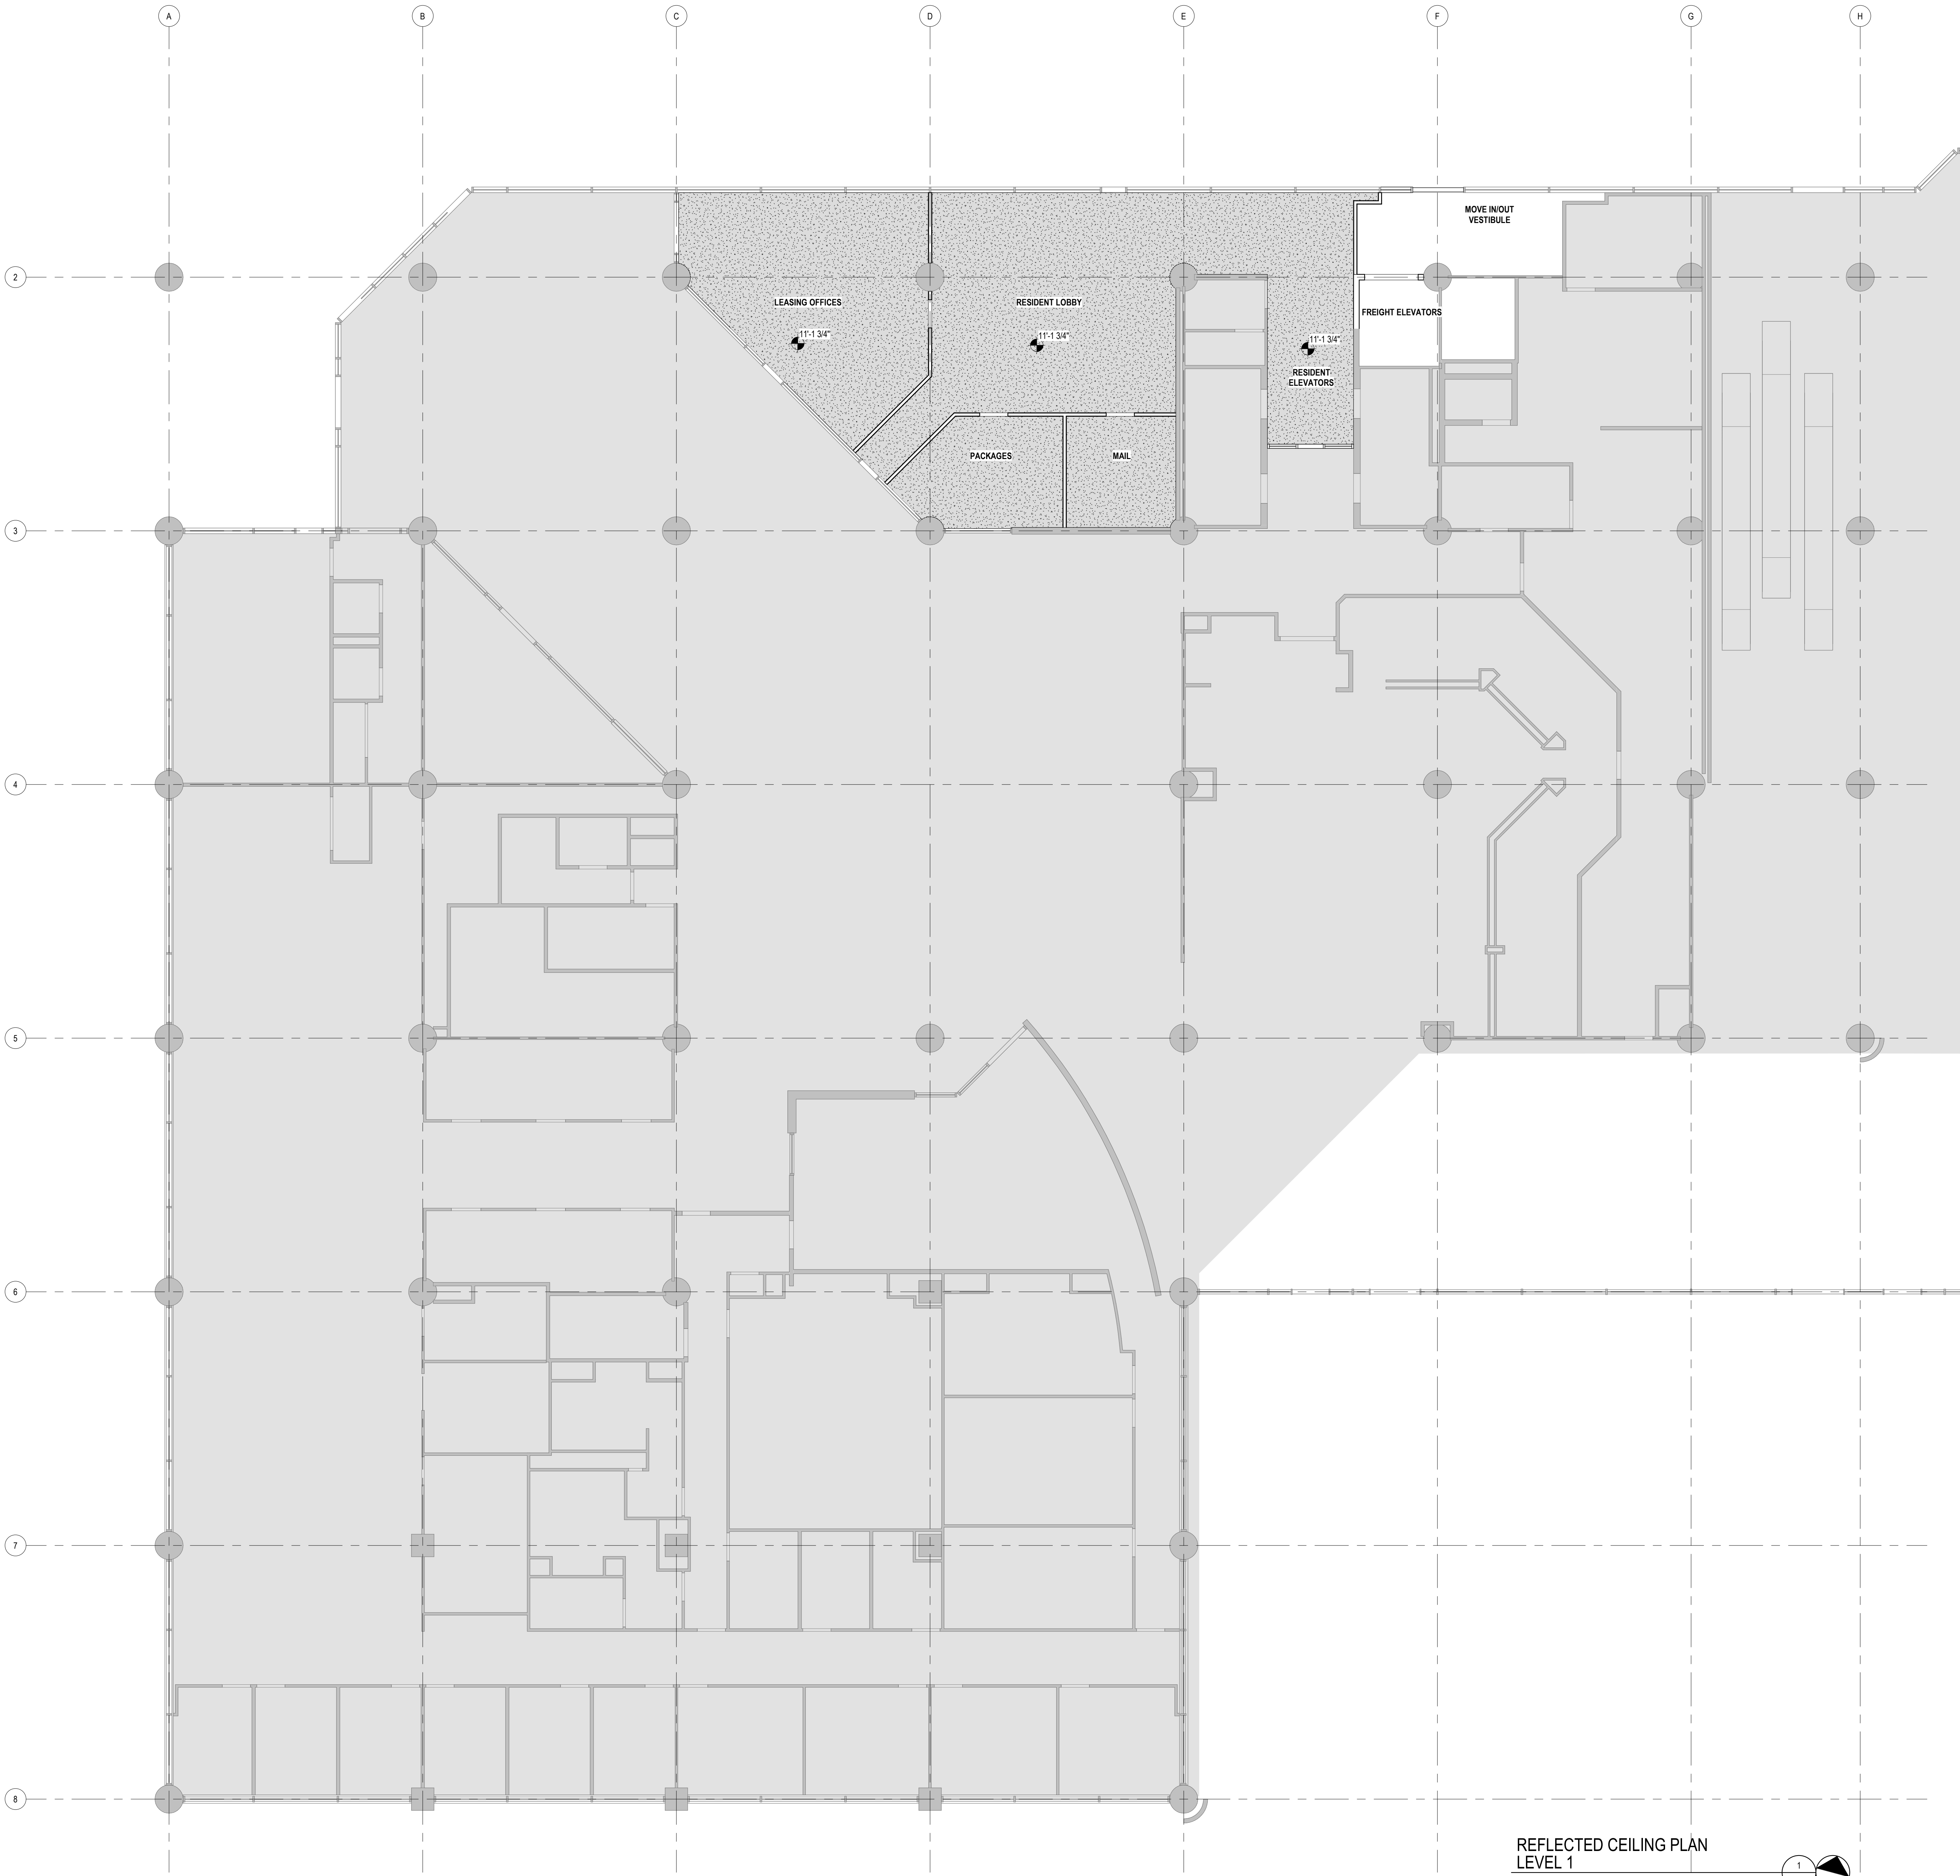 A
B
C
D
E
F
G
H
2
3
4
5
6
7
8
MOVE IN/OUT
VESTIBULE
LEASING OFFICES
RESIDENT LOBBY
FREIGHT ELEVATORS
11'-1 3/4"
11'-1 3/4"
11'-1 3/4"
RESIDENT
ELEVATORS
PACKAGES
MAIL
REFLECTED CEILING PLAN
LEVEL 1
1